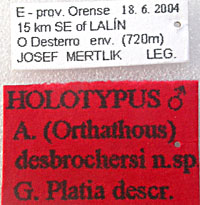 E - prov. Orense 18. 6. 2004
15 km SE of LALÍN
O Desterro env. (720m)
JOSEF MERTLIK LEG.
HOLOTYPUS ♂
A. (Orthathous)
desbrochersi n.sp.
G. Platia descr.